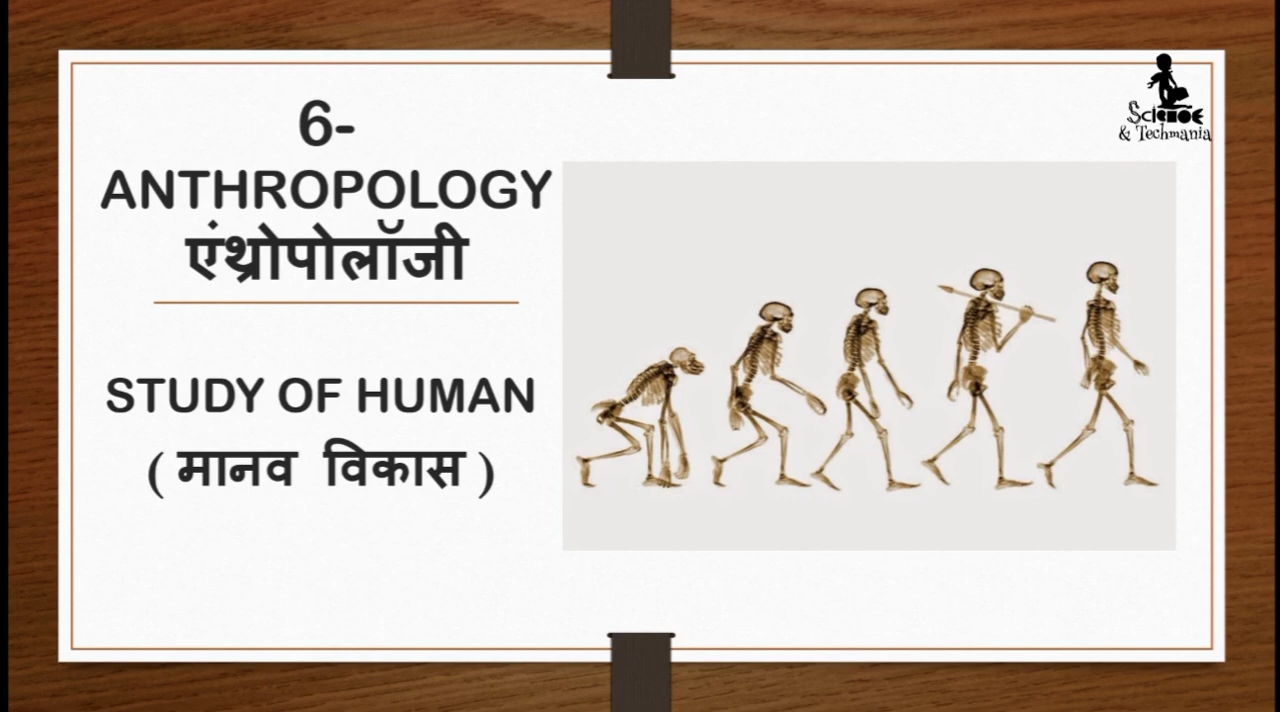 6-
ANTHROPOLOGY
एंथ्रोपोलॉजी
STUDY OF HUMAN
( मानव विकास )
Science
& Techmania